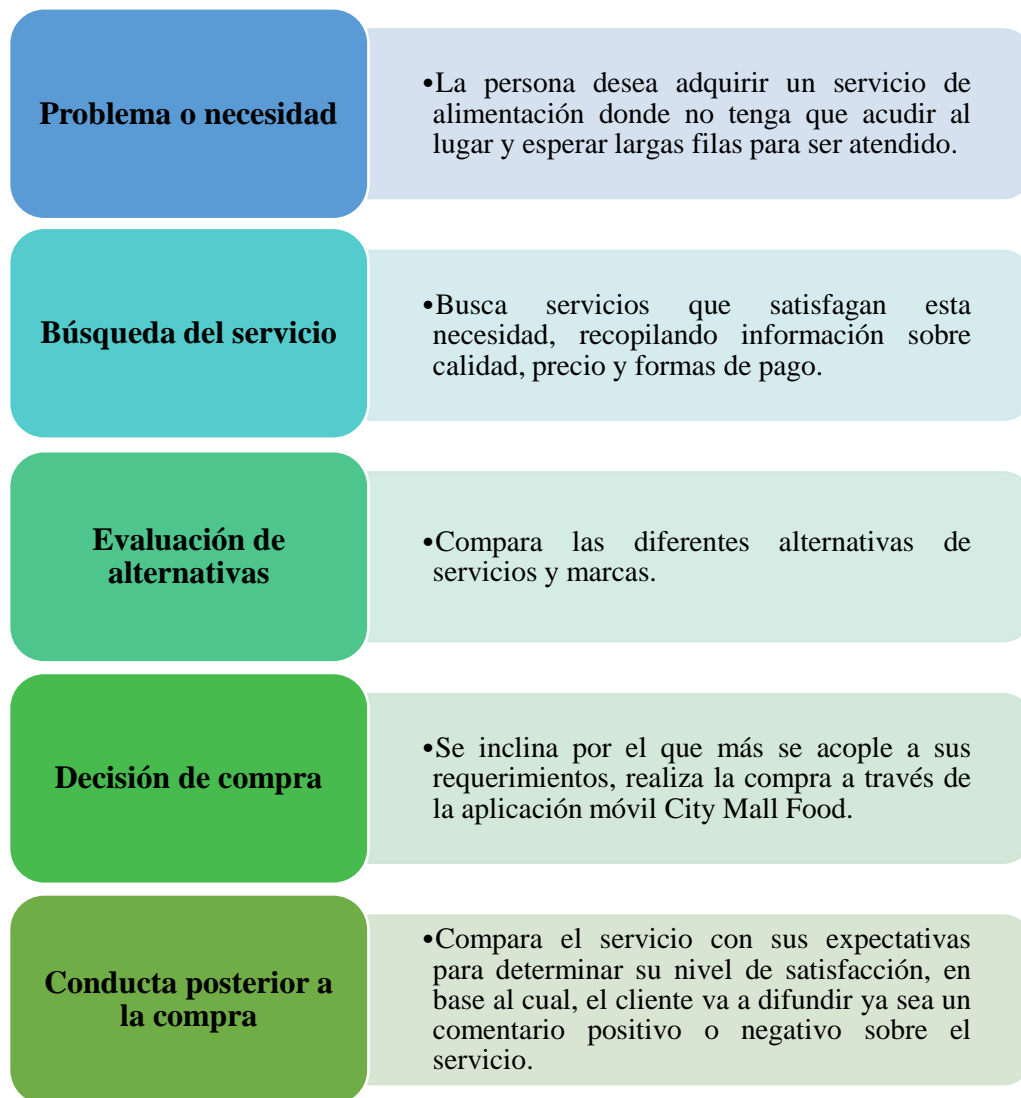 Problema o necesidad
•La persona desea adquirir un servicio de
alimentación donde no tenga que acudir al
lugar y esperar largas filas para ser atendido.
Búsqueda del servicio
•Busca servicios que satisfagan esta
necesidad, recopilando información sobre
calidad, precio y formas de pago.
Evaluación de
alternativas
•Compara las diferentes alternativas de
servicios y marcas.
Decisión de compra
•Se inclina por el que más se acople a sus
requerimientos, realiza la compra a través de
la aplicación móvil City Mall Food.
Conducta posterior a
la compra
•Compara el servicio con sus expectativas
para determinar su nivel de satisfacción, en
base al cual, el cliente va a difundir ya sea un
comentario positivo o negativo sobre el
servicio.